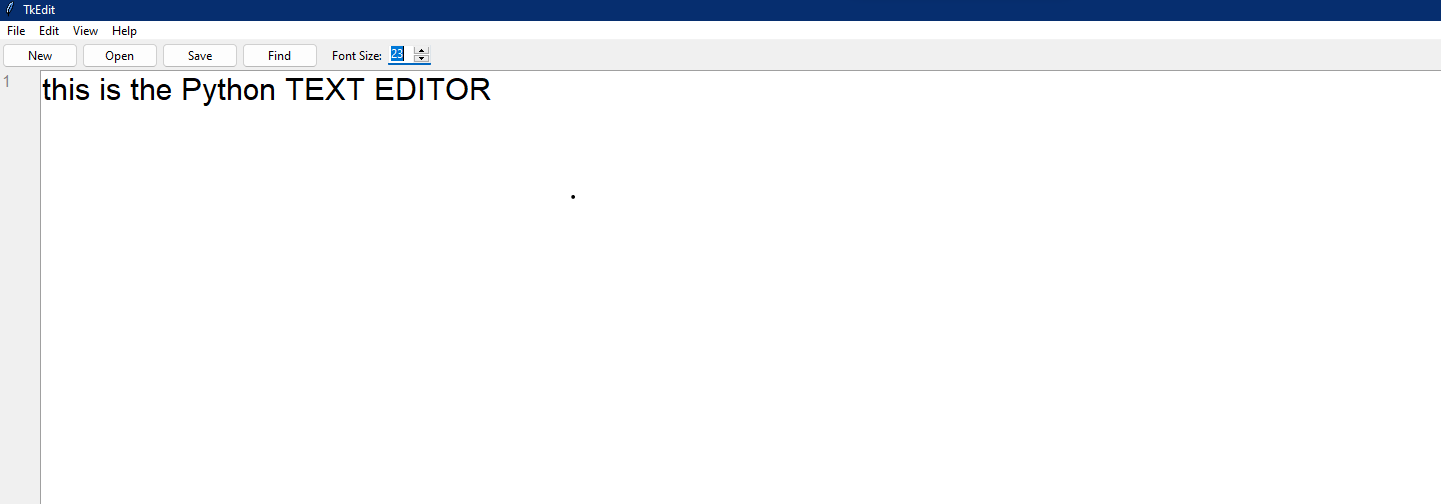 TkEdit
File Edit View Help
New Open Save Find Font Size: 23
1 this is the Python TEXT EDITOR
.